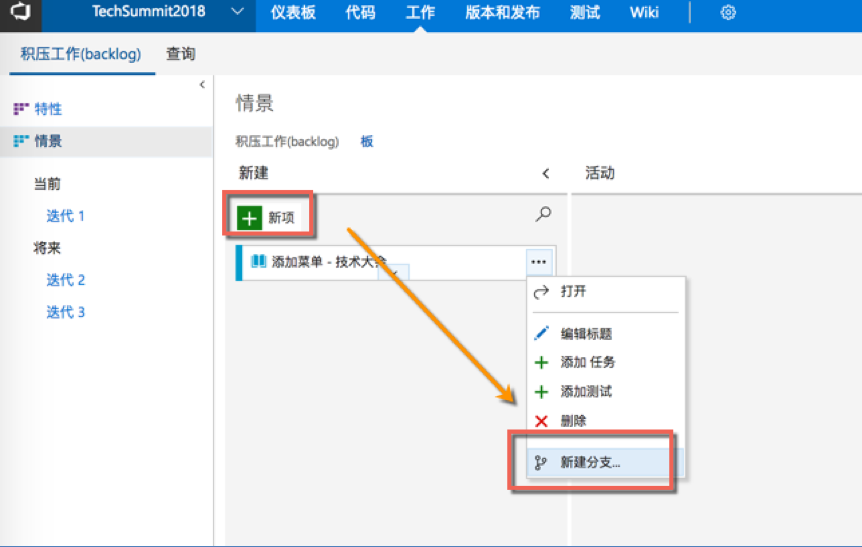 TechSummit2018 仪表板 代码 工作 版本和发布 测试 Wiki
积压工作(backlog) 查询
特性
情景
当前
迭代 1
将来
迭代 2
迭代 3
情景
积压工作(backlog) 板
新建 活动
新项
添加菜单 - 技术大会
打开
编辑标题
添加 任务
添加测试
删除
新建分支...